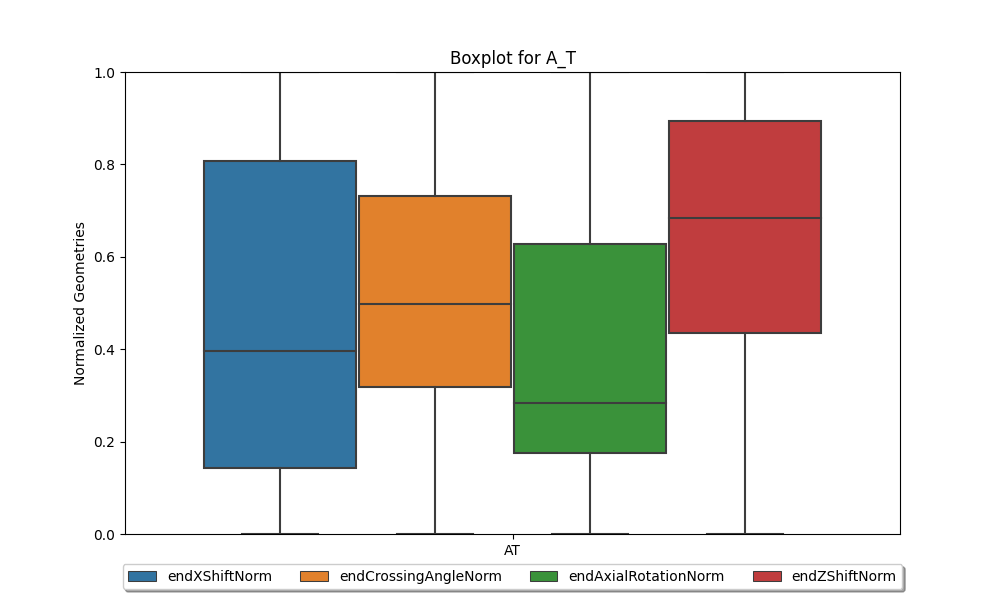 Boxplot for A_T
Normalized Geometries
1.0
0.8
0.6
0.4
0.2
0.0
AT
endXShiftNorm endCrossingAngleNorm endAxialRotationNorm endZShiftNorm